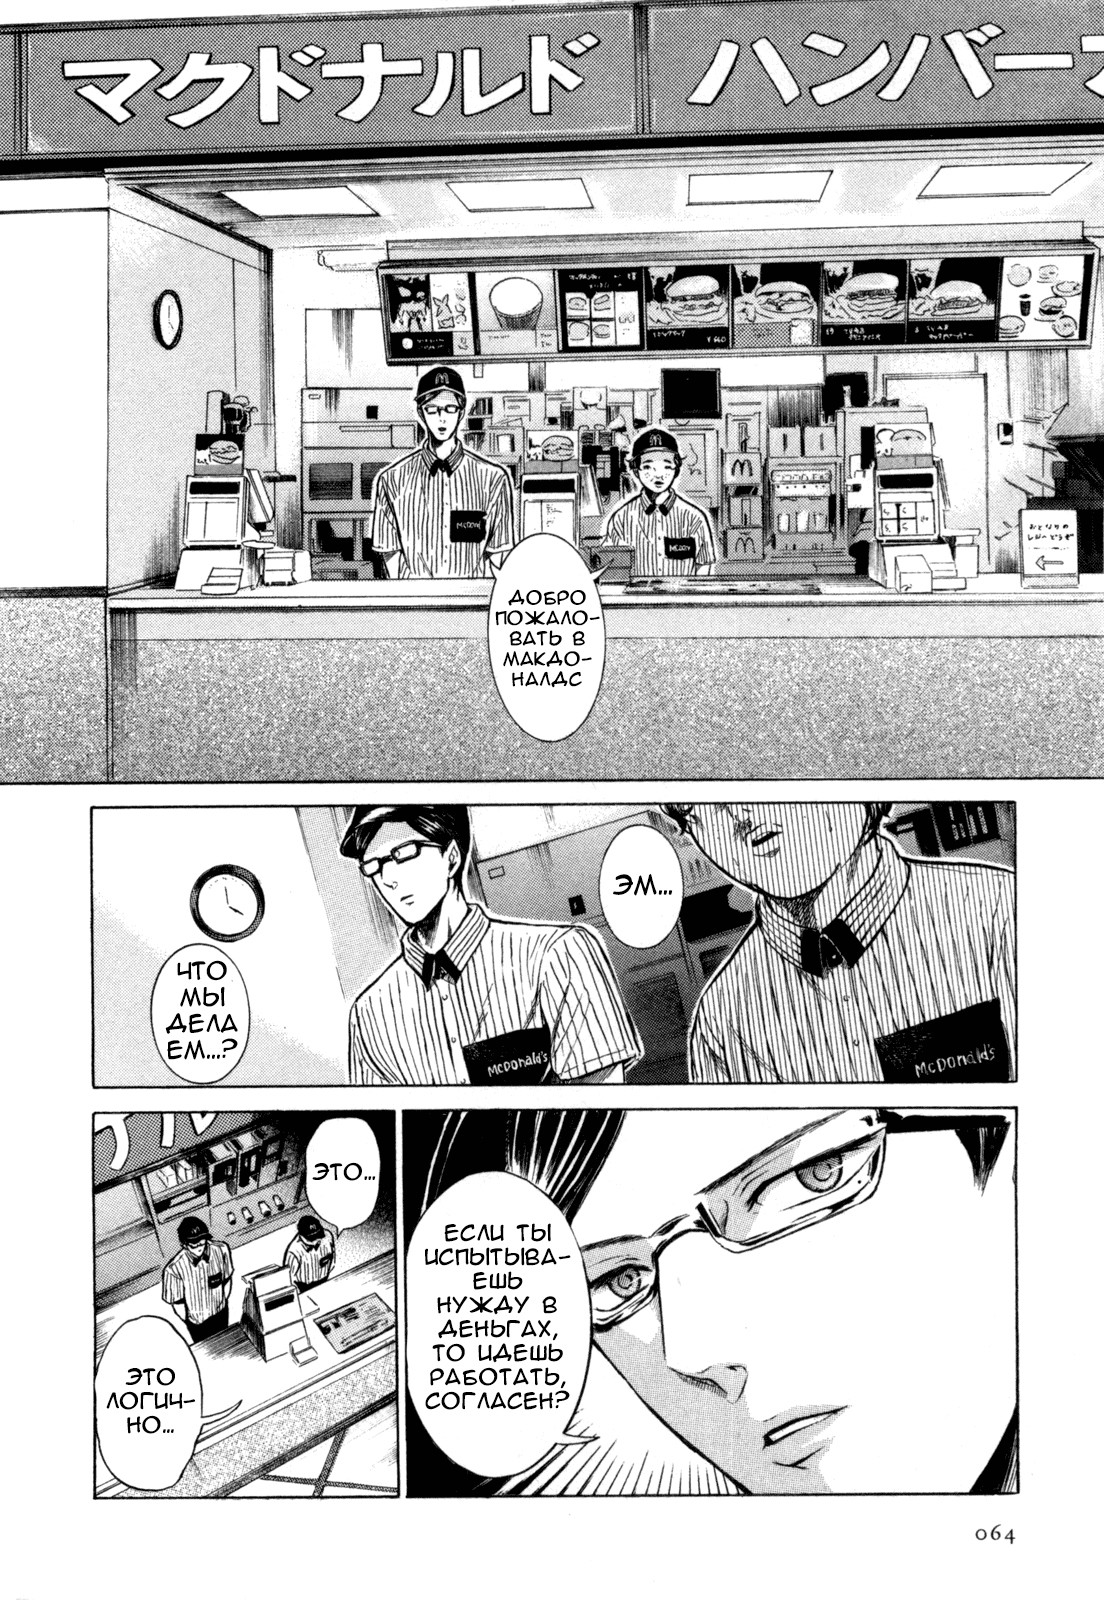 マクドナルド ハンバー
ДОБРО
ПОЖАЛО-
ВАТЬ В
МАКДО-
НАЛДС
ЭМ...
ЧТО
МЫ
ДЕЛА
ЕМ...?
McDonald's
McDonald's
ЭТО...
ЭТО
ЛОГИЧ-
НО...
ЕСЛИ ТЫ
ИСПЫТЫВА-
ЕШЬ
НУЖДУ В
ДЕНЬГАХ,
ТО ИДЕШЬ
РАБОТАТЬ,
СОГЛАСЕН?
064